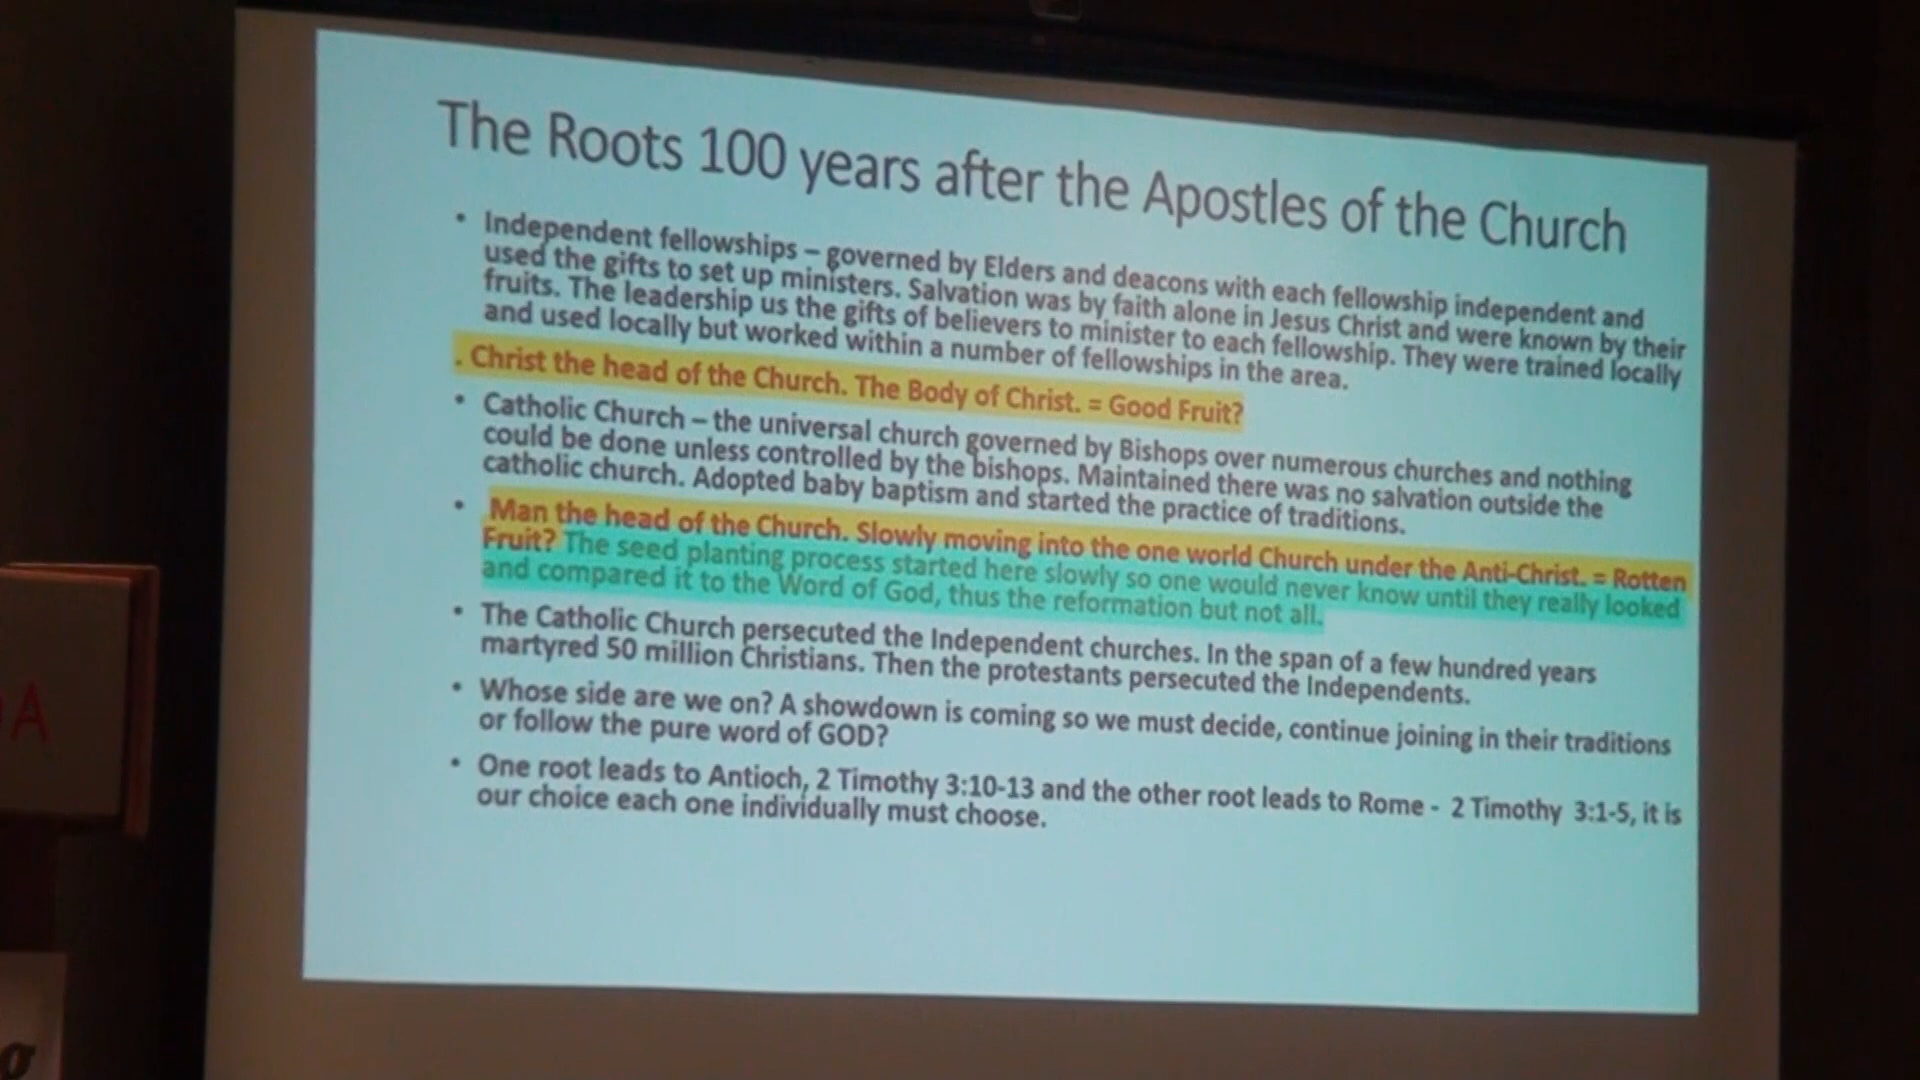 The Roots 100 years after the Apostles of the Church
• Independent fellowships – governed by Elders and deacons with each fellowship independent and
used the gifts to set up ministers. Salvation was by faith alone in Jesus Christ and were known by their
fruits. The leadership us the gifts of believers to minister to each fellowship. They were trained locally
and used locally but worked within a number of fellowships in the area.
. Christ the head of the Church. The Body of Christ. = Good Fruit?
• Catholic Church – the universal church governed by Bishops over numerous churches and nothing
could be done unless controlled by the bishops. Maintained there was no salvation outside the
catholic church. Adopted baby baptism and started the practice of traditions.
• Man the head of the Church. Slowly moving into the one world Church under the Anti-Christ. = Rotten
Fruit? The seed planting process started here slowly so one would never know until they really looked
and compared it to the Word of God, thus the reformation but not all.
• The Catholic Church persecuted the Independent churches. In the span of a few hundred years
martyred 50 million Christians. Then the protestants persecuted the Independents.
• Whose side are we on? A showdown is coming so we must decide, continue joining in their traditions
or follow the pure word of GOD?
• One root leads to Antioch, 2 Timothy 3:10-13 and the other root leads to Rome - 2 Timothy 3:1-5, it is
our choice each one individually must choose.
A
g